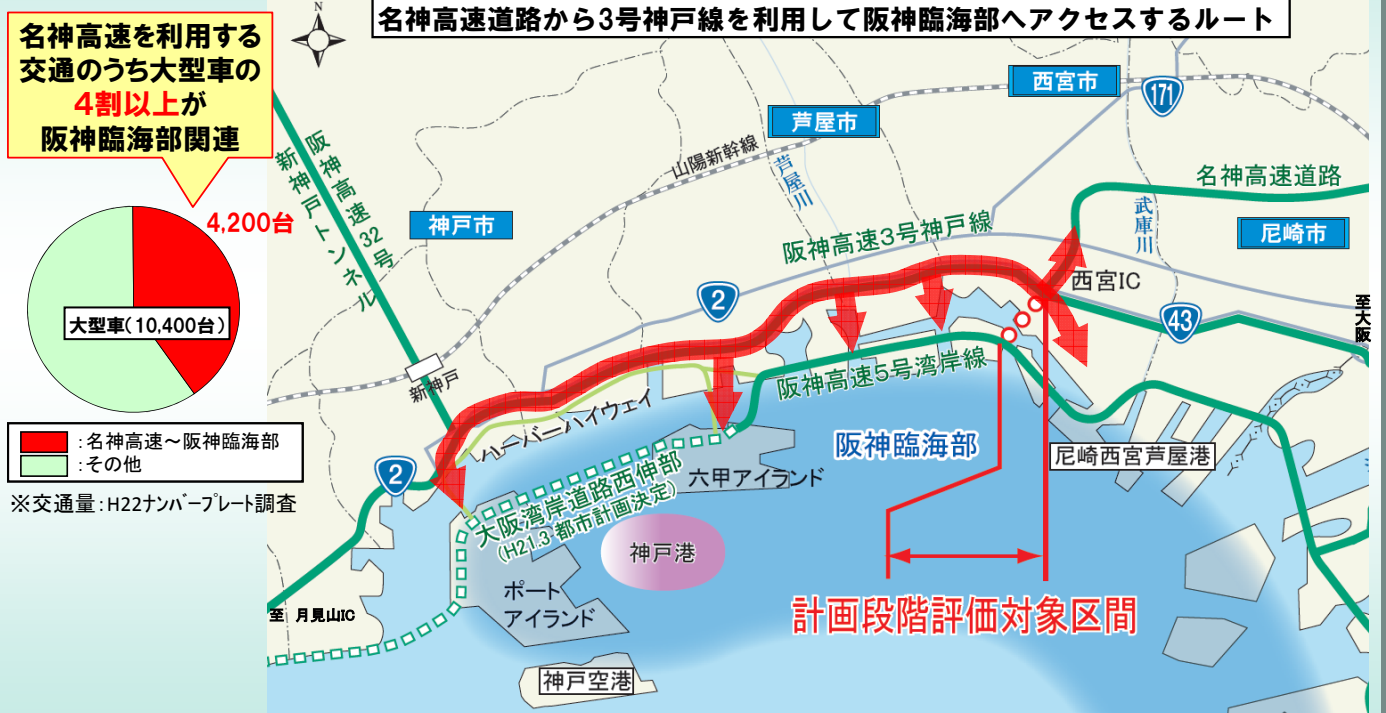 名神高速道路から3号神戸線を利用して阪神臨海部へアクセスするルート
名神高速を利用する
交通のうち大型車の
4割以上が
阪神臨海部関連
4,200台
大型車(10,400台)
:名神高速～阪神臨海部
:その他
※交通量:H22ナンバープレート調査
N
西宮市
171
芦屋市
山陽新幹線
芦屋川
名神高速道路
武庫川
尼崎市
神戸市
阪神高速32号
新神戸トンネル
阪神高速3号神戸線
西宮IC
2
43
至大阪
新神戸
阪神高速5号湾岸線
ハーバーハイウェイ
阪神臨海部
尼崎西宮芦屋港
2
六甲アイランド
大阪湾岸道路西伸部
(H21.3 都市計画決定)
神戸港
ポート
アイランド
至 月見山IC
計画段階評価対象区間
神戸空港